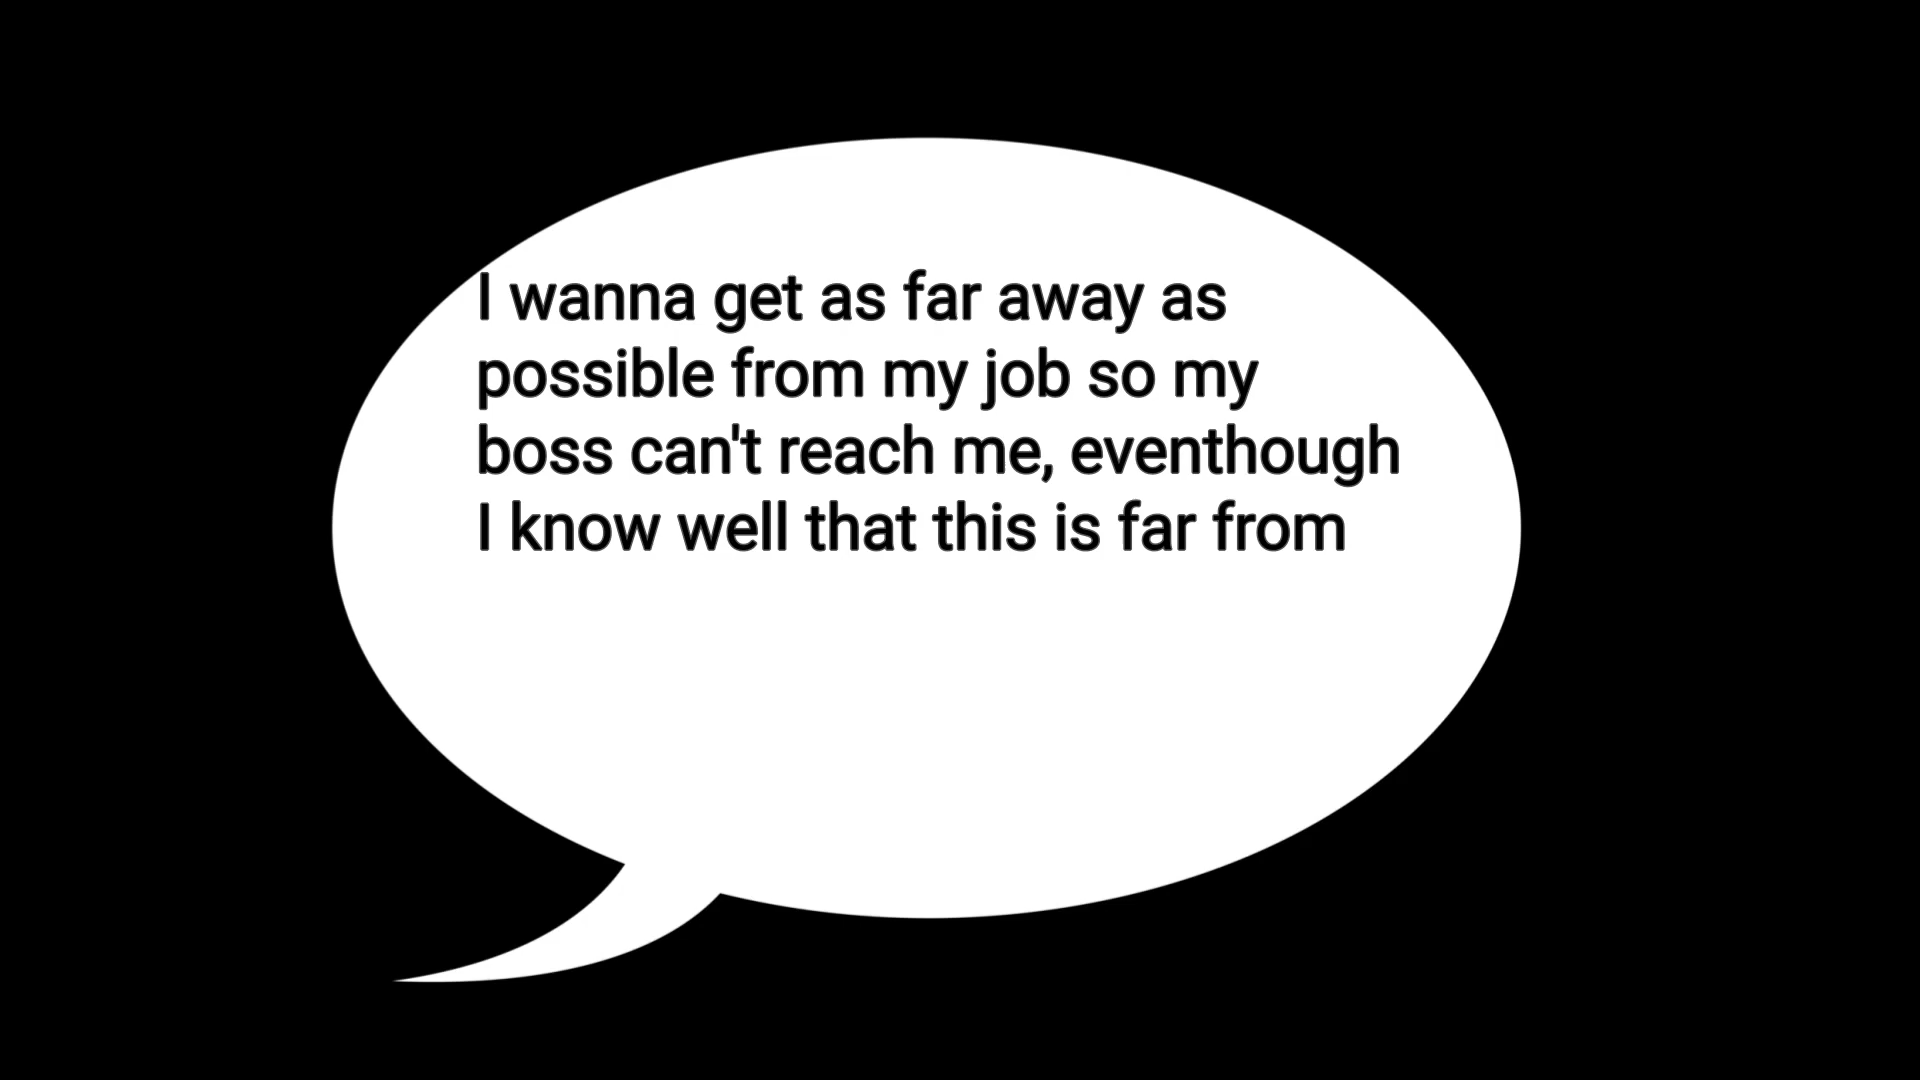 I wanna get as far away as
possible from my job so my
boss can't reach me, eventhough
I know well that this is far from